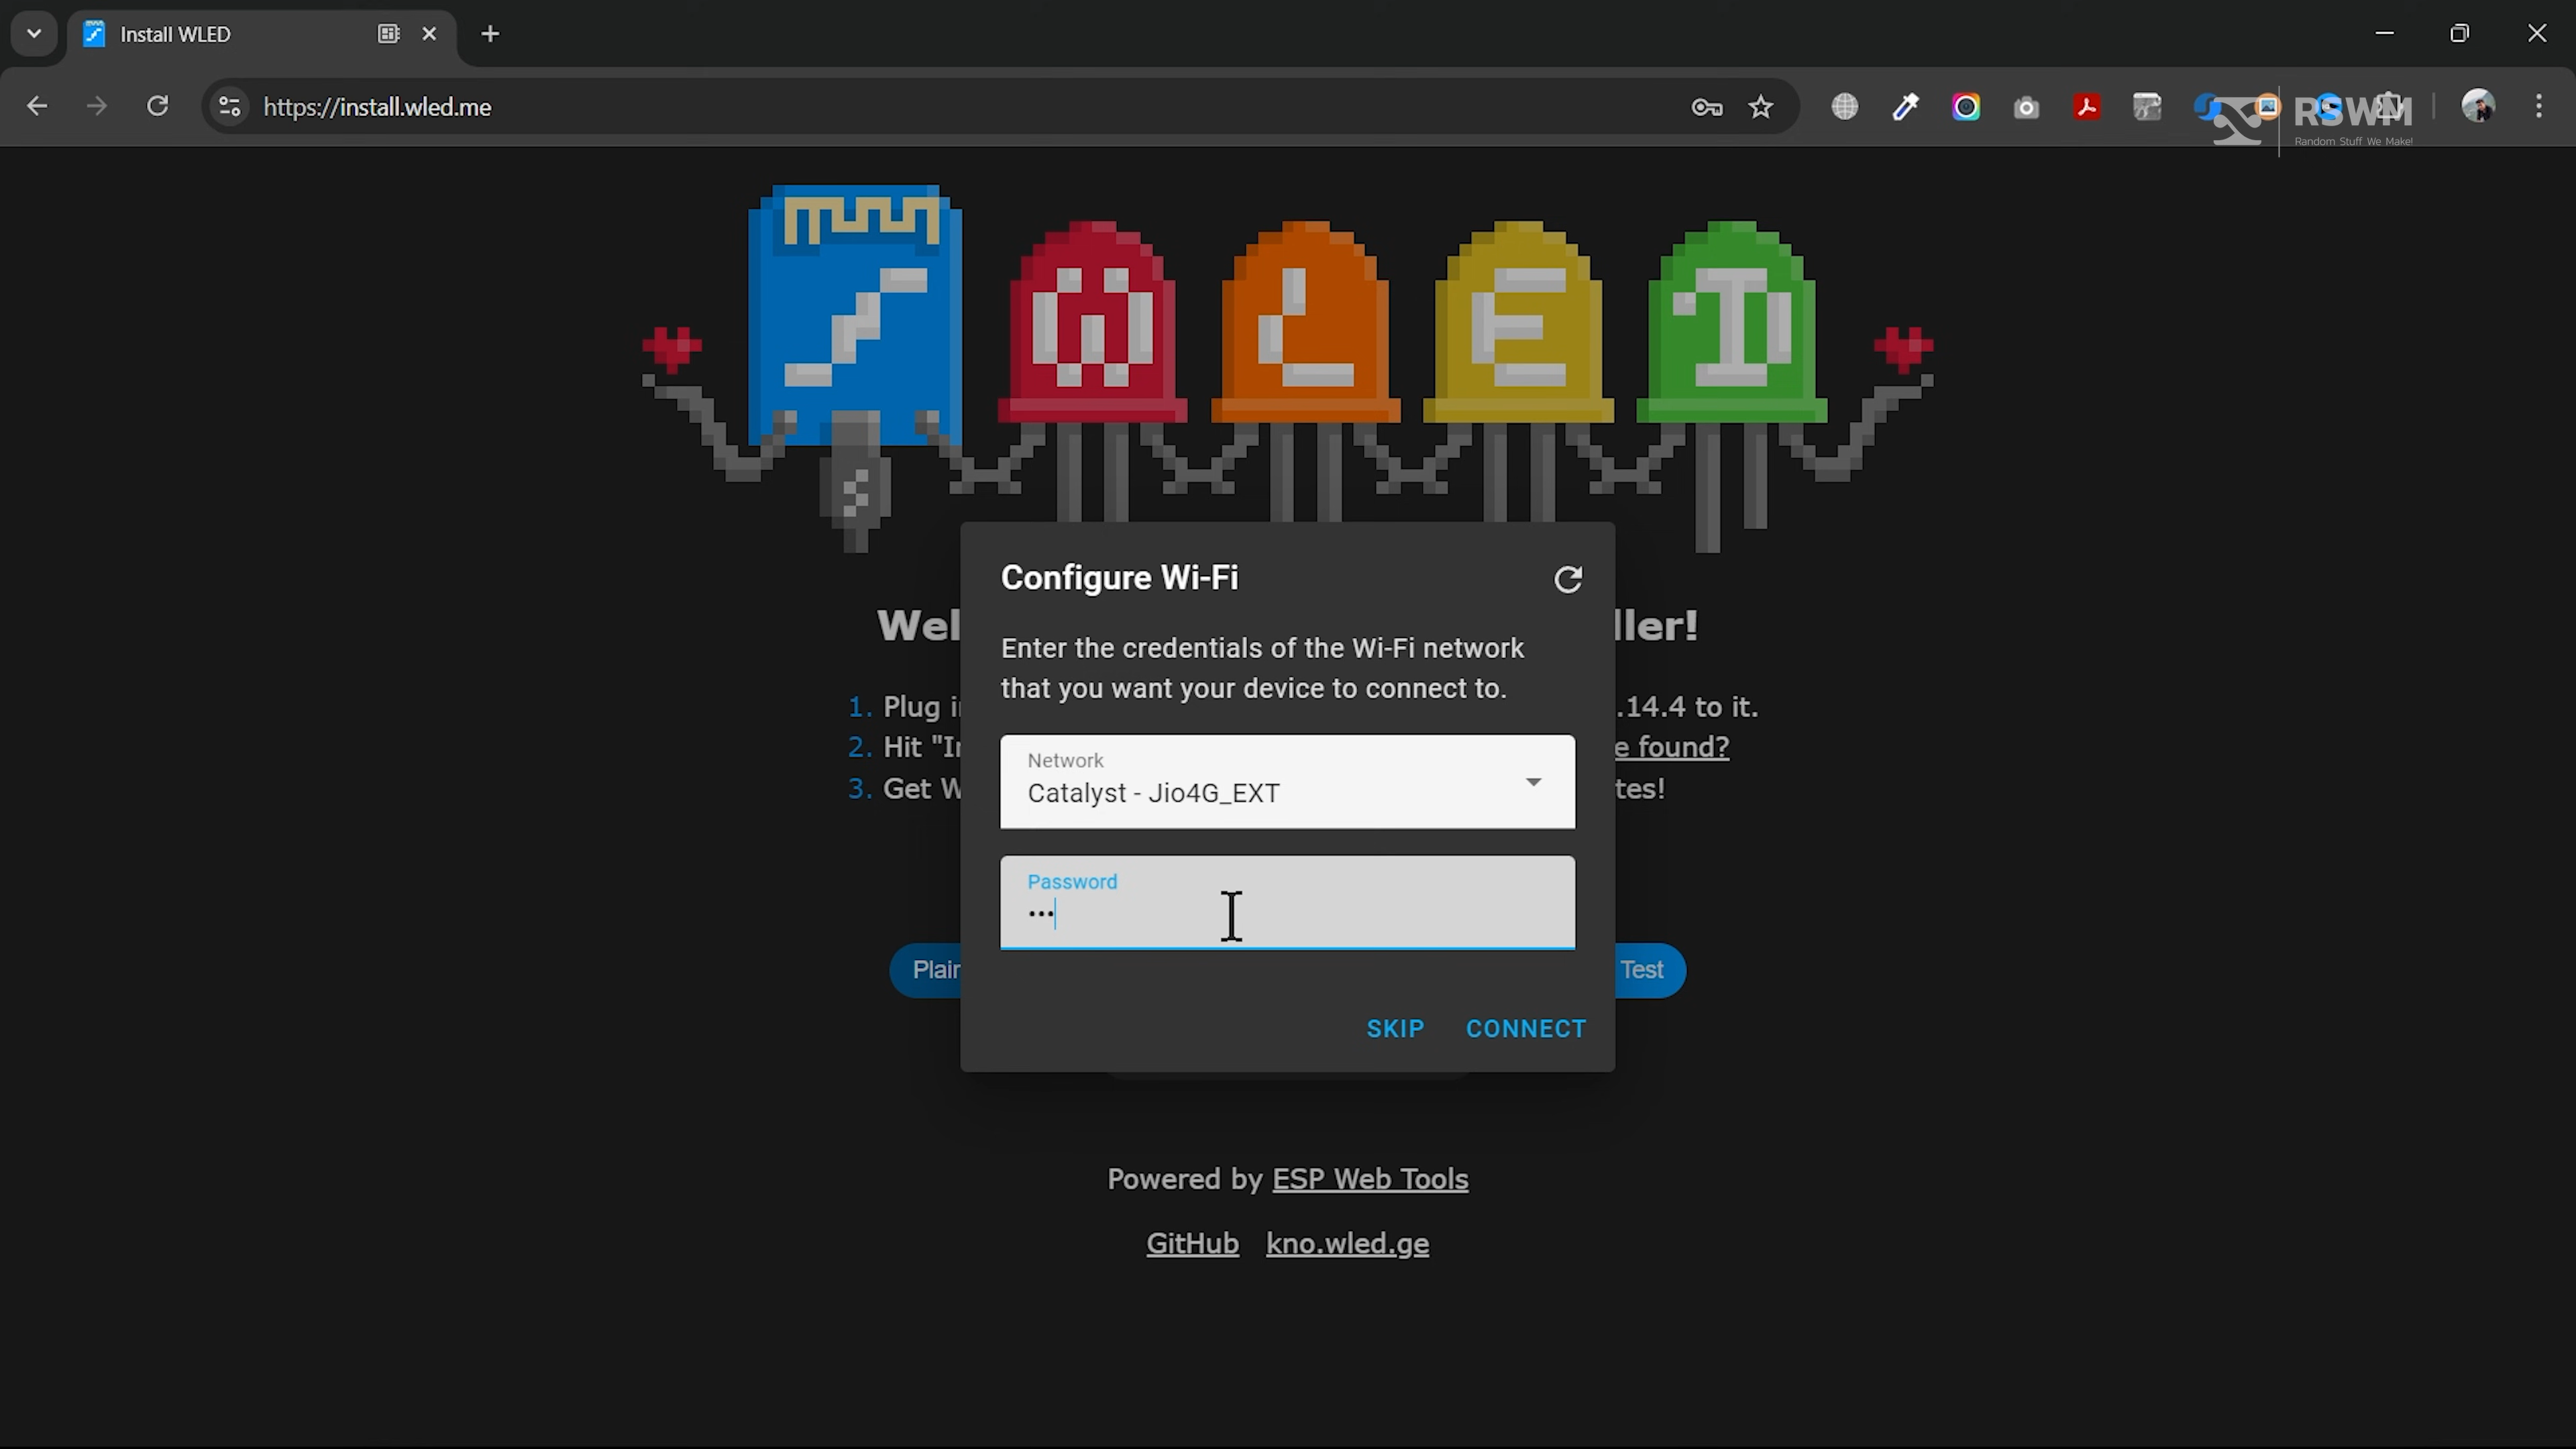 Install WLED
https://install.wled.me
RSWM
Random Stuff We Make!
W L E D
Configure Wi-Fi
Wel
ller!
Enter the credentials of the Wi-Fi network
that you want your device to connect to.
1. Plug i
.14.4 to it.
2. Hit "I
e found?
3. Get W
tes!
Network
Catalyst - Jio4G_EXT
Password
•••
Plai
Test
SKIP CONNECT
Powered by ESP Web Tools
GitHub kno.wled.ge